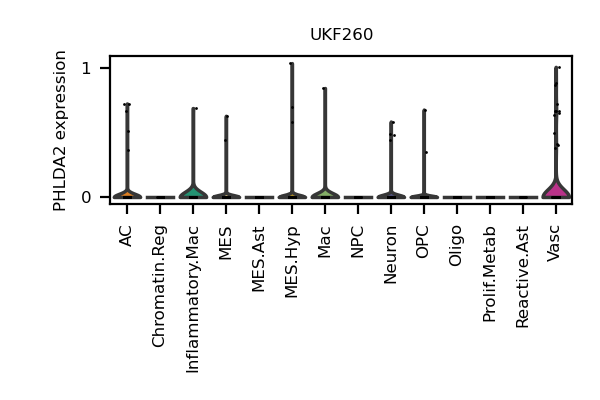 UKF260
PHLDA2 expression
1
0
AC
Chromatin.Reg
Inflammatory.Mac
MES
MES.Ast
MES.Hyp
Mac
NPC
Neuron
OPC
Oligo
Prolif.Metab
Reactive.Ast
Vasc